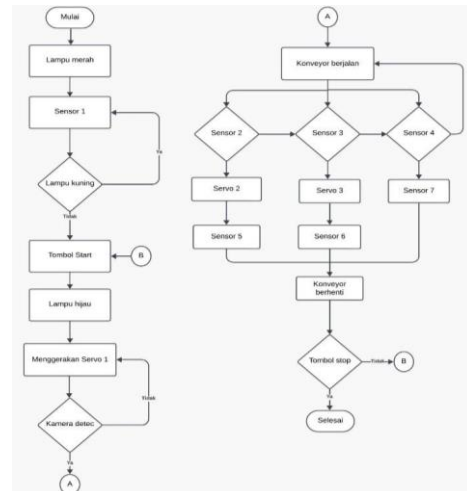 Mulai
Lampu merah
Sensor 1
Ya
Lampu kuning
Tidak
Tombol Start
B
Lampu hijau
Menggerakan Servo 1
Tidak
Kamera detec
Ya
A
A
Konveyor berjalan
Sensor 2
Sensor 3
Sensor 4
Servo 2
Servo 3
Sensor 7
Sensor 5
Sensor 6
Konveyor
berhenti
Tombol stop
Tidak
B
Ya
Selesai